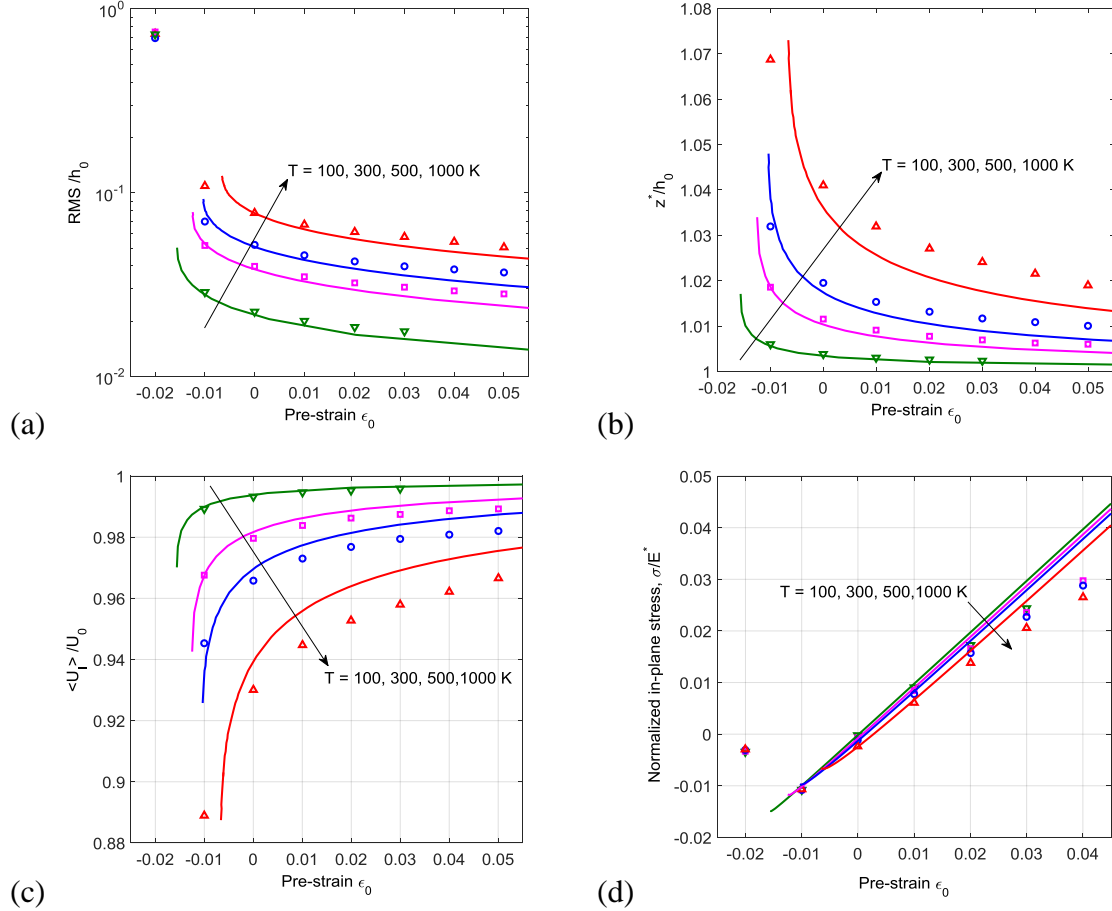 10^0
10^-1
10^-2
RMS /h_0
T = 100, 300, 500, 1000 K
-0.02 -0.01 0 0.01 0.02 0.03 0.04 0.05
Pre-strain ϵ_0
(a)
1.08
1.07
1.06
1.05
1.04
1.03
1.02
1.01
1
z^*/h_0
T = 100, 300, 500, 1000 K
-0.02 -0.01 0 0.01 0.02 0.03 0.04 0.05
Pre-strain ϵ_0
(b)
1
0.98
0.96
0.94
0.92
0.9
0.88
<U_I> /U_0
T = 100, 300, 500,1000 K
-0.02 -0.01 0 0.01 0.02 0.03 0.04 0.05
Pre-strain ϵ_0
(c)
0.05
0.04
0.03
0.02
0.01
0
-0.01
-0.02
Normalized in-plane stress, σ/E^*
T = 100, 300, 500,1000 K
-0.02 -0.01 0 0.01 0.02 0.03 0.04
Pre-strain ϵ_0
(d)